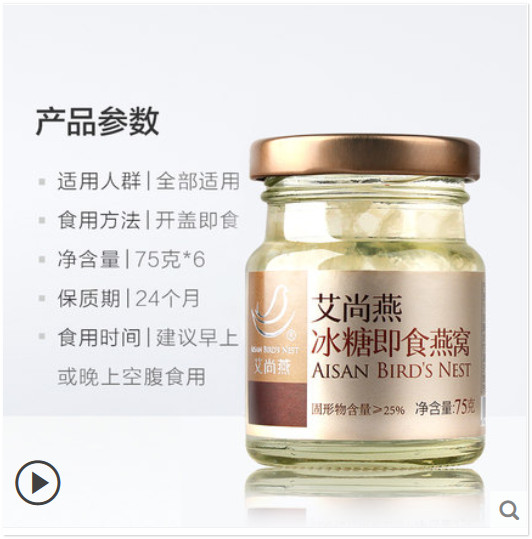 产品参数
适用人群|全部适用
食用方法|开盖即食
净含量|75克*6
保质期|24个月
食用时间|建议早上
或晚上空腹食用
艾尚燕
冰糖即食燕窝
AISAN BIRD'S NEST
固形物含量≥25% 净含量:75克
®
AISAN BIRD'S NEST
艾尚燕